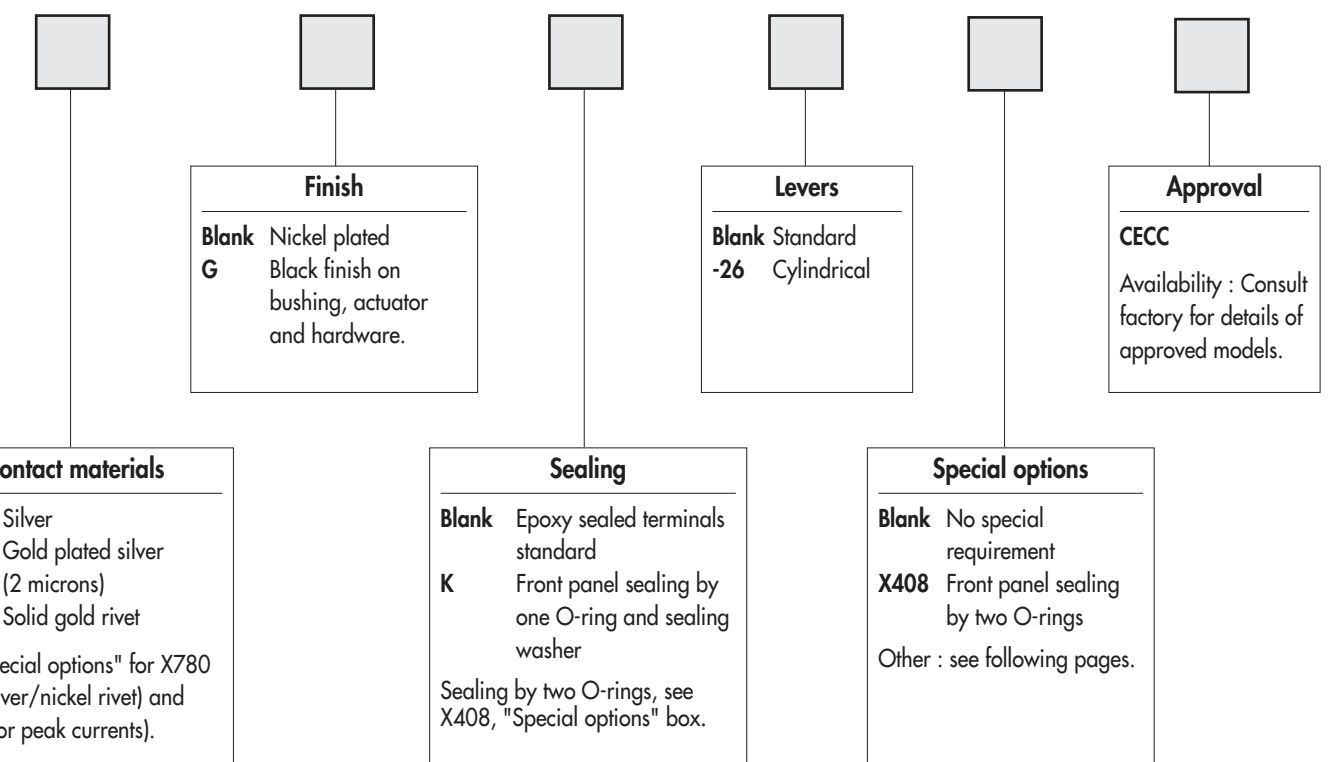 Finish
Blank Nickel plated
G Black finish on
bushing, actuator
and hardware.
Levers
Blank Standard
-26 Cylindrical
Approval
CECC
Availability : Consult
factory for details of
approved models.
ontact materials
Silver
Gold plated silver
(2 microns)
Solid gold rivet
ecial options" for X780
ver/nickel rivet) and
or peak currents).
Sealing
Blank Epoxy sealed terminals
standard
K Front panel sealing by
one O-ring and sealing
washer
Sealing by two O-rings, see
X408, "Special options" box.
Special options
Blank No special
requirement
X408 Front panel sealing
by two O-rings
Other : see following pages.